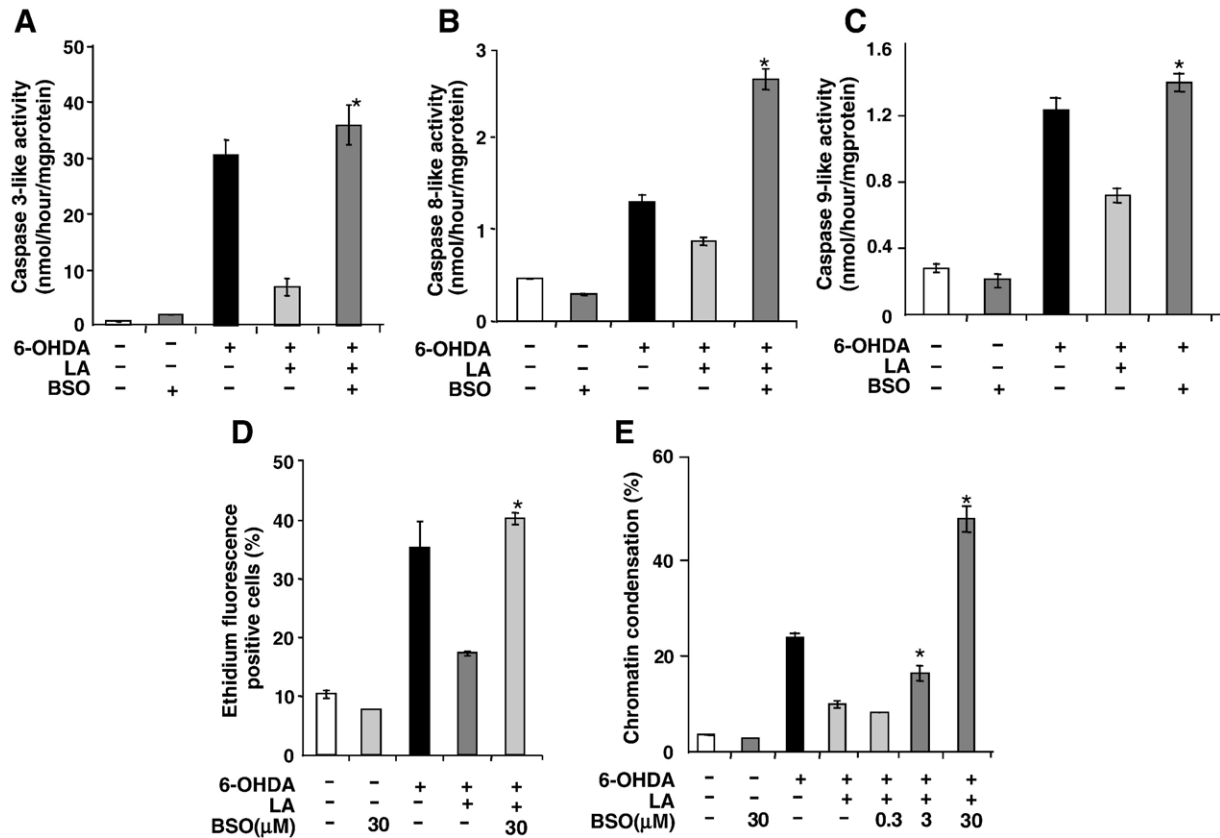 A
Caspase 3-like activity
(nmol/hour/mgprotein)
50
40
30
20
10
0
*
6-OHDA − − + + +
LA − − − + +
BSO − + − − +
B
Caspase 8-like activity
(nmol/hour/mgprotein)
3
2
1
0
*
6-OHDA − − + + +
LA − − − + +
BSO − + − − +
C
Caspase 9-like activity
(nmol/hour/mgprotein)
1.6
1.2
0.8
0.4
0
*
6-OHDA − − + + +
LA − − − +
BSO − + − − +
D
Ethidium fluorescence
positive cells (%)
50
40
30
20
10
0
*
6-OHDA − − + + +
LA − − − + +
BSO(μM) − 30 − − 30
E
Chromatin condensation (%)
60
40
20
0
*
*
6-OHDA − − + + + + +
LA − − − + + + +
BSO(μM) − 30 − − 0.3 3 30